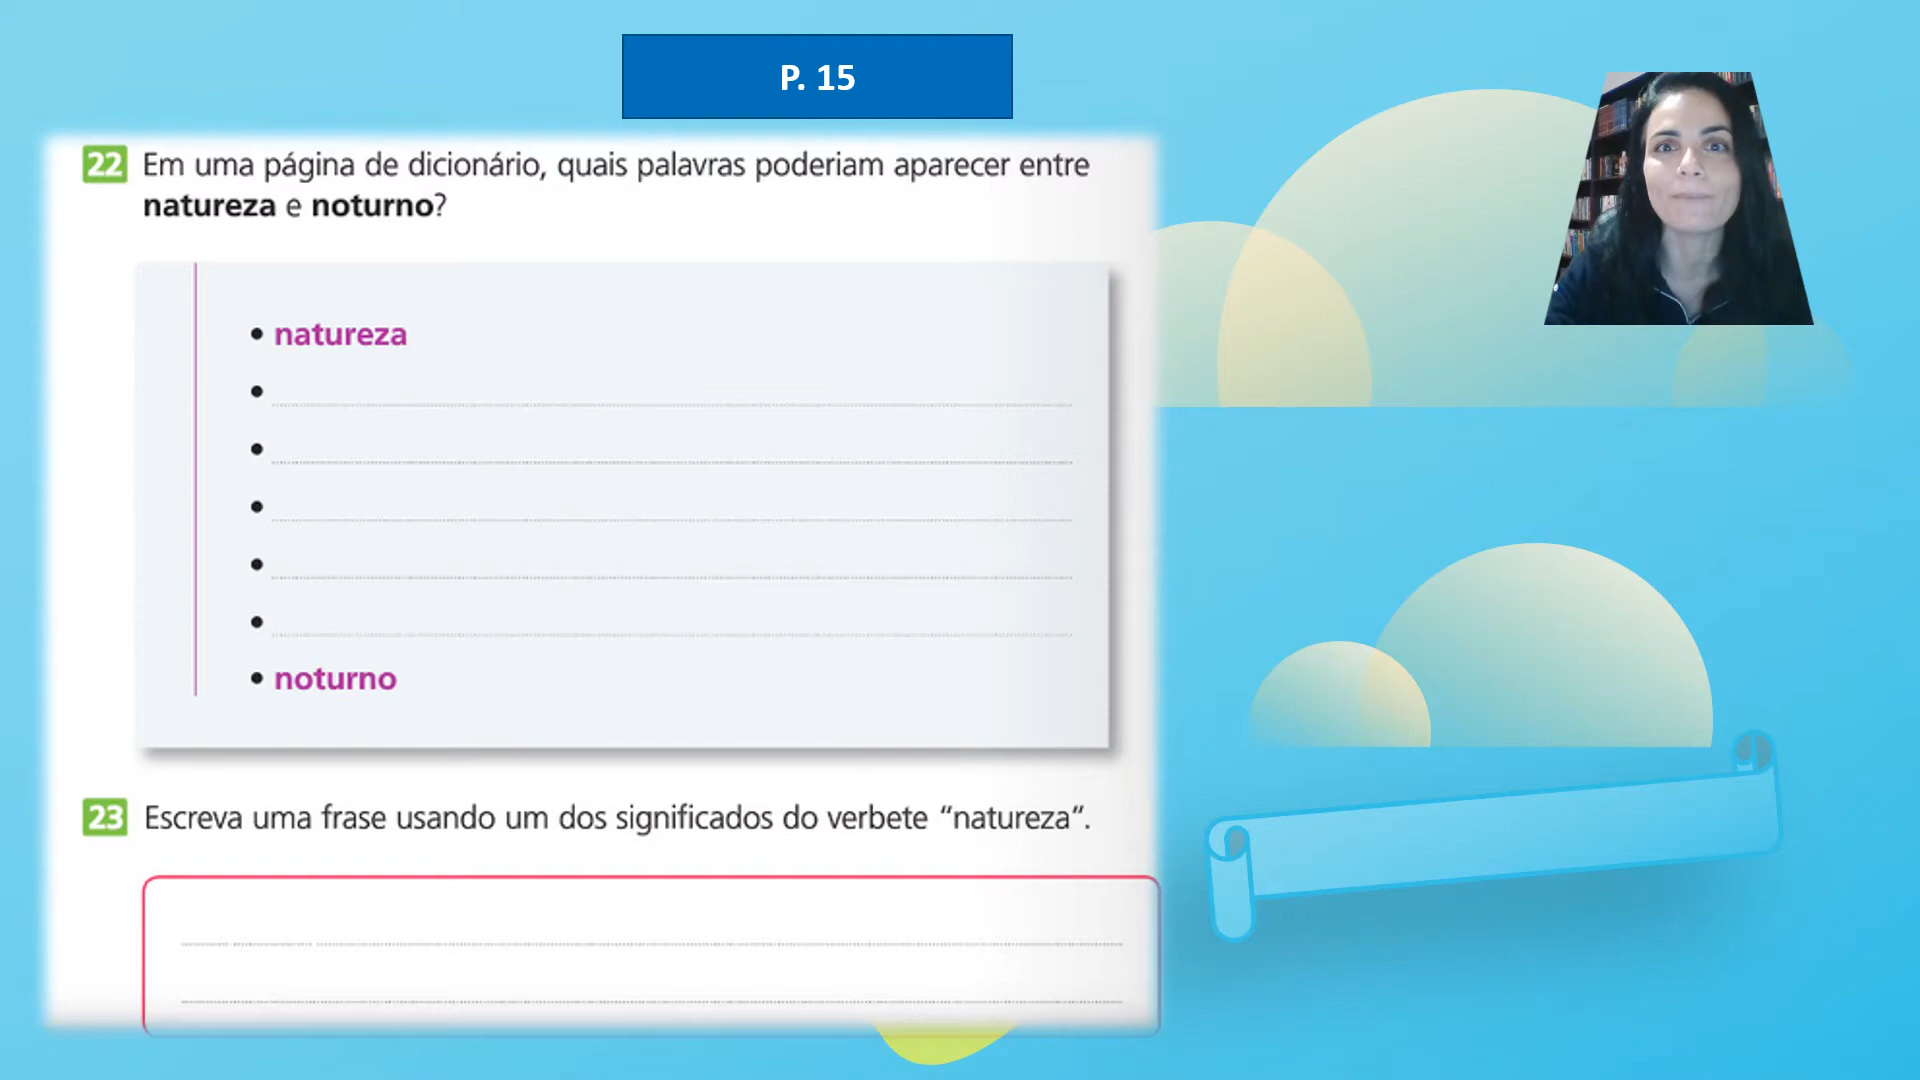 P. 15
22 Em uma página de dicionário, quais palavras poderiam aparecer entre
natureza e noturno?
• natureza
•
•
•
•
•
• noturno
23 Escreva uma frase usando um dos significados do verbete “natureza“.